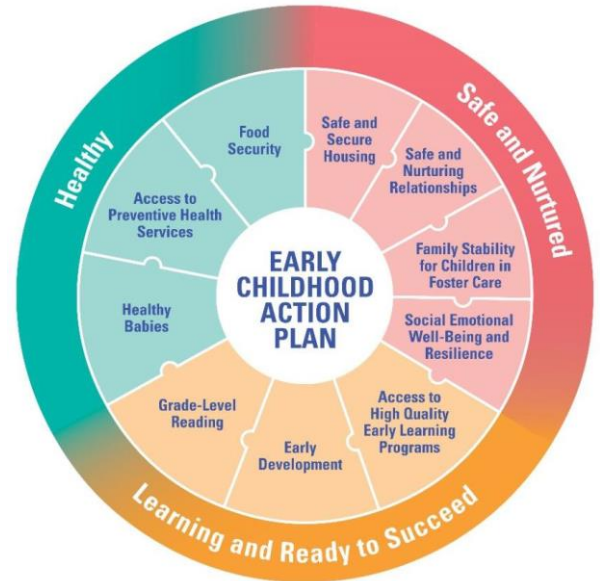 Healthy
Safe and Nurtured
Learning and Ready to Succeed
EARLY
CHILDHOOD
ACTION
PLAN
Food
Security
Safe and
Secure
Housing
Safe and
Nurturing
Relationships
Family Stability
for Children in
Foster Care
Social Emotional
Well-Being and
Resilience
Access to
High Quality
Early Learning
Programs
Early
Development
Grade-Level
Reading
Healthy
Babies
Access to
Preventive Health
Services